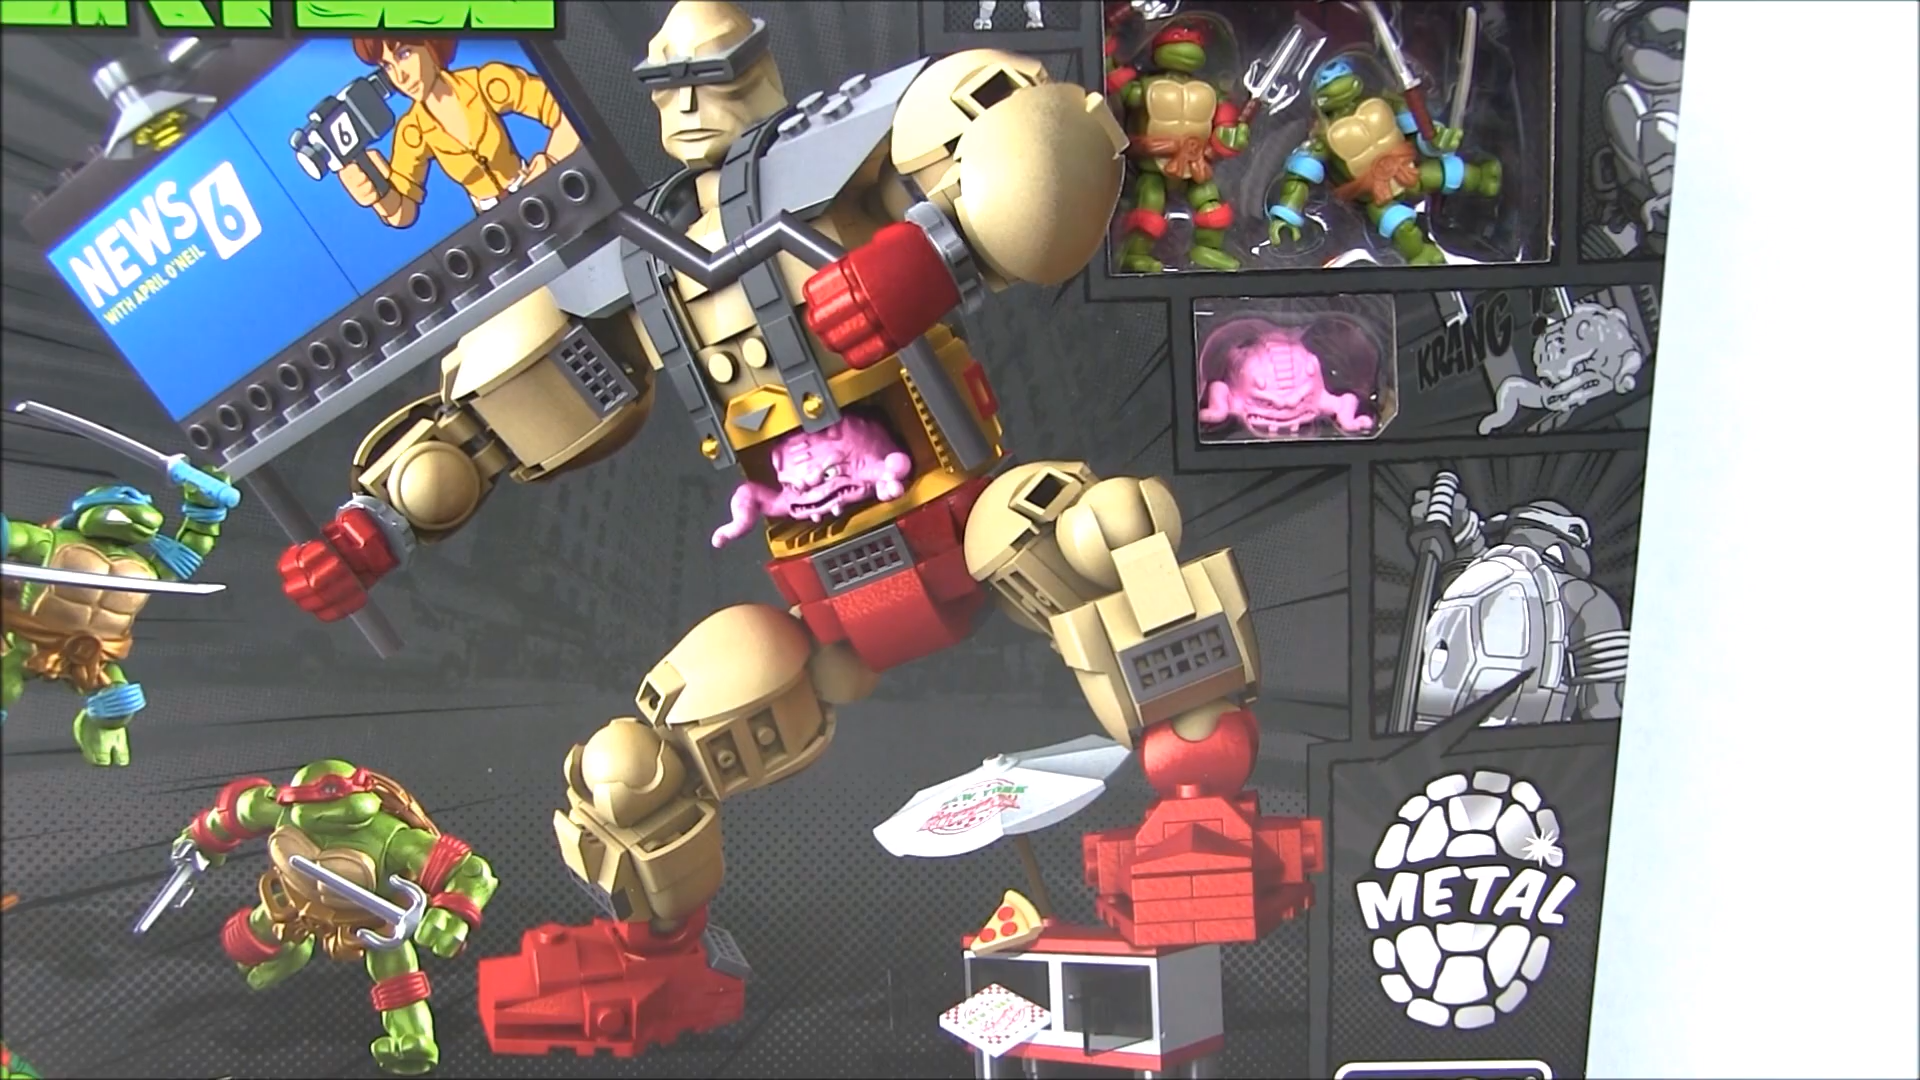 NEWS 6
WITH APRIL O'NEIL
6
KRANG
NEW YORK
METAL